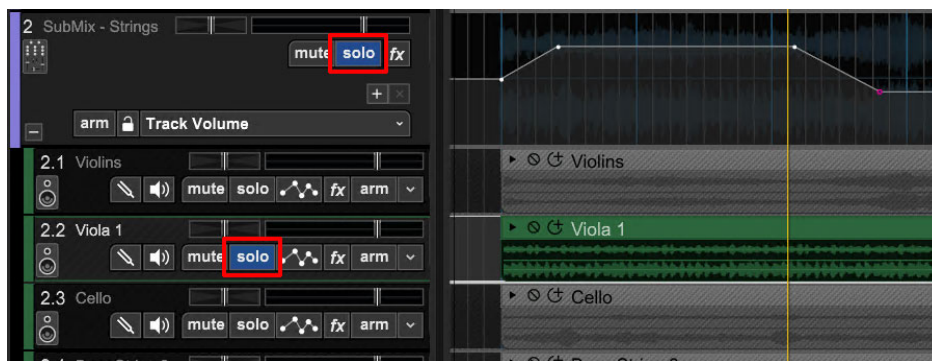 2 SubMix - Strings
mute solo fx
+ ×
arm Track Volume
2.1 Violins
mute solo fx arm
Violins
2.2 Viola 1
mute solo fx arm
Viola 1
2.3 Cello
mute solo fx arm
Cello